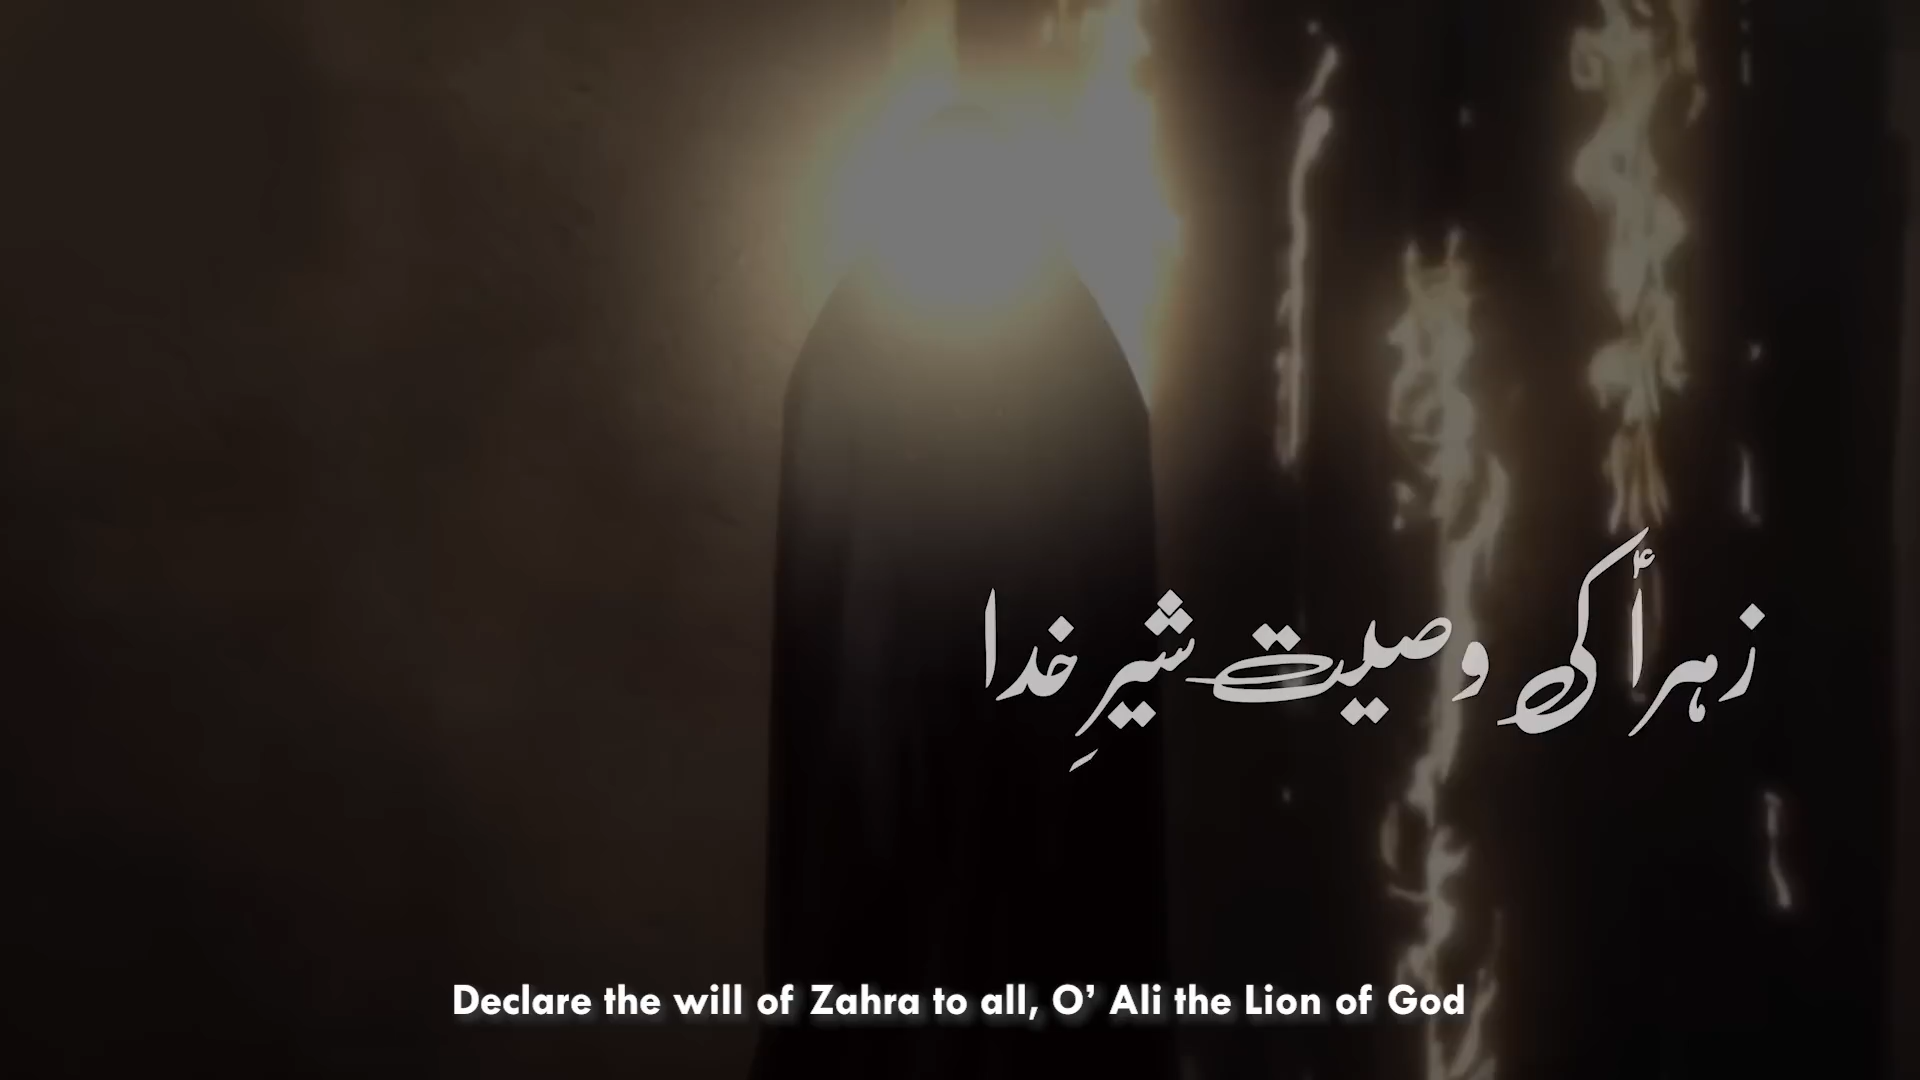 زہراؑ کی وصیت شیرِ خدا
Declare the will of Zahra to all, O’ Ali the Lion of God